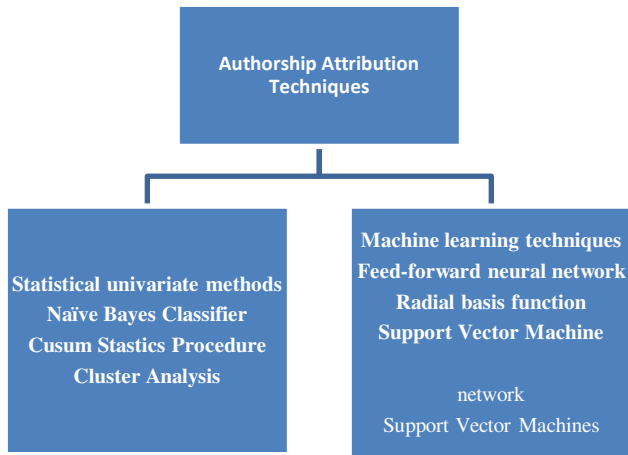 Authorship Attribution
Techniques
Statistical univariate methods
Naïve Bayes Classifier
Cusum Stastics Procedure
Cluster Analysis
Machine learning techniques
Feed-forward neural network
Radial basis function
Support Vector Machine
network
Support Vector Machines